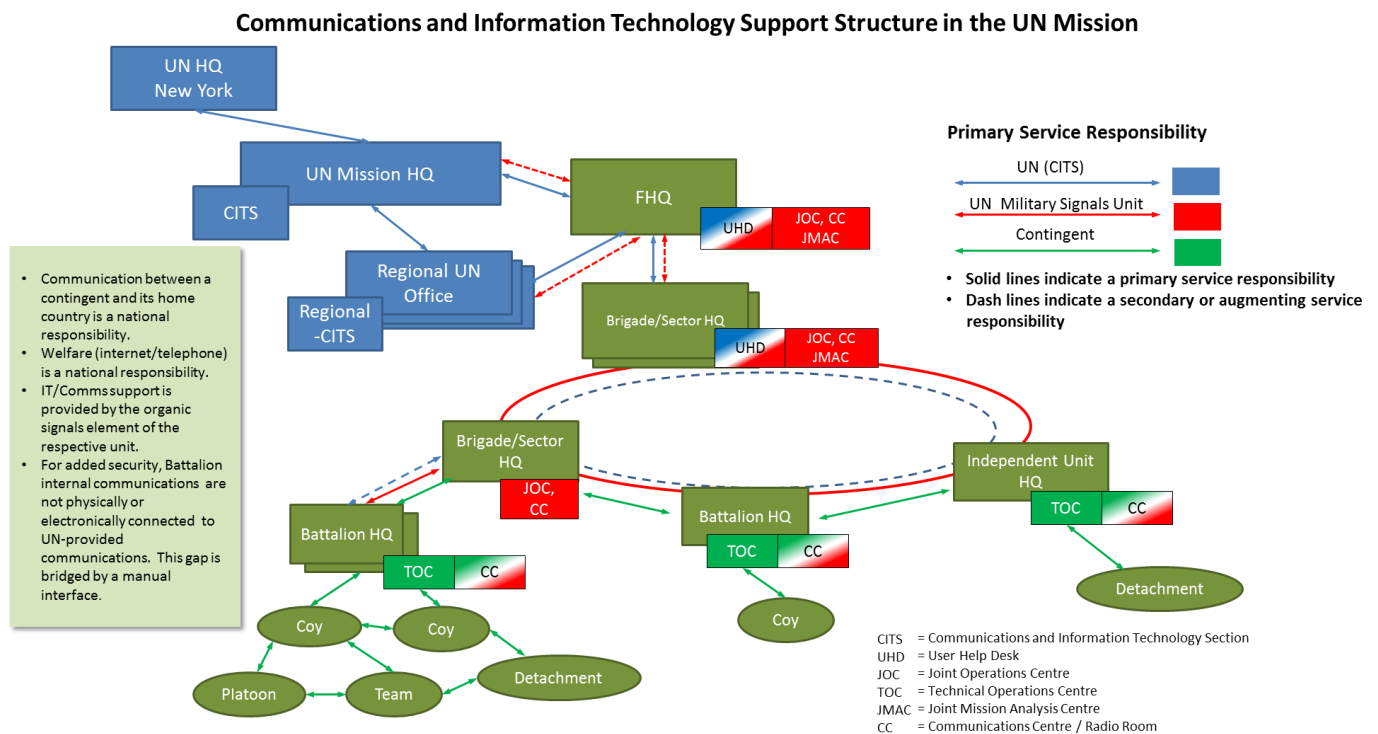 Communications and Information Technology Support Structure in the UN Mission
UN HQ
New York
UN Mission HQ
CITS
FHQ
UHD
JOC, CC
JMAC
Regional UN
Office
Regional
-CITS
Brigade/Sector HQ
UHD
JOC, CC
JMAC
Primary Service Responsibility
UN (CITS)
UN Military Signals Unit
Contingent
• Solid lines indicate a primary service responsibility
• Dash lines indicate a secondary or augmenting service
responsibility
• Communication between a
contingent and its home
country is a national
responsibility.
• Welfare (internet/telephone)
is a national responsibility.
• IT/Comms support is
provided by the organic
signals element of the
respective unit.
• For added security, Battalion
internal communications are
not physically or
electronically connected to
UN-provided
communications. This gap is
bridged by a manual
interface.
Brigade/Sector
HQ
JOC,
CC
Battalion HQ
TOC
CC
Battalion HQ
TOC
CC
Independent Unit
HQ
TOC
CC
Coy
Coy
Platoon
Team
Detachment
Coy
Detachment
CITS = Communications and Information Technology Section
UHD = User Help Desk
JOC = Joint Operations Centre
TOC = Technical Operations Centre
JMAC = Joint Mission Analysis Centre
CC = Communications Centre / Radio Room